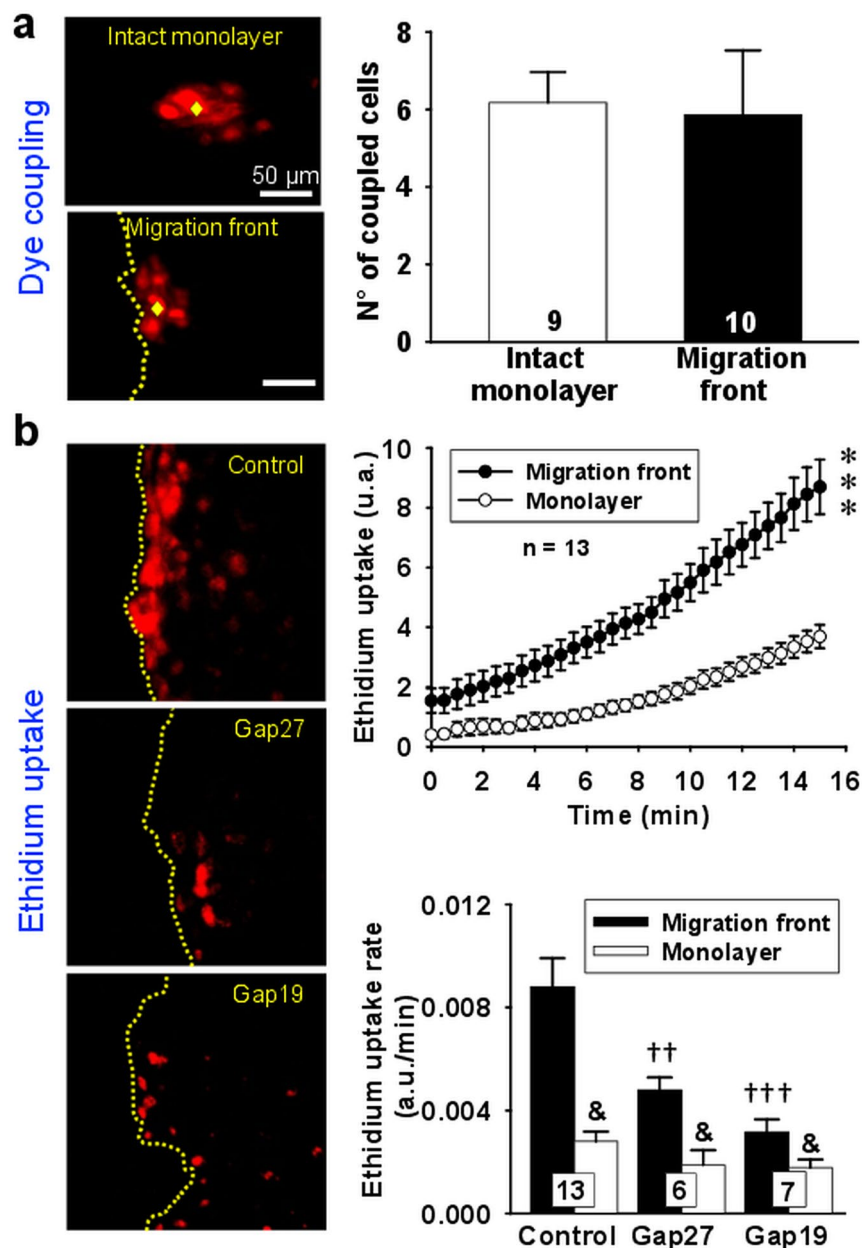 a
Dye coupling
Intact monolayer
50 µm
Migration front
N° of coupled cells
8
6
4
2
0
9
10
Intact
monolayer
Migration
front
b
Ethidium uptake
Control
Gap27
Gap19
Ethidium uptake (u.a.)
10
8
6
4
2
0
Migration front
Monolayer
n = 13
*
*
*
0 2 4 6 8 10 12 14 16
Time (min)
Ethidium uptake rate
(a.u./min)
0.012
0.008
0.004
0.000
Migration front
Monolayer
&
††
&
†††
&
13
6
7
Control Gap27 Gap19